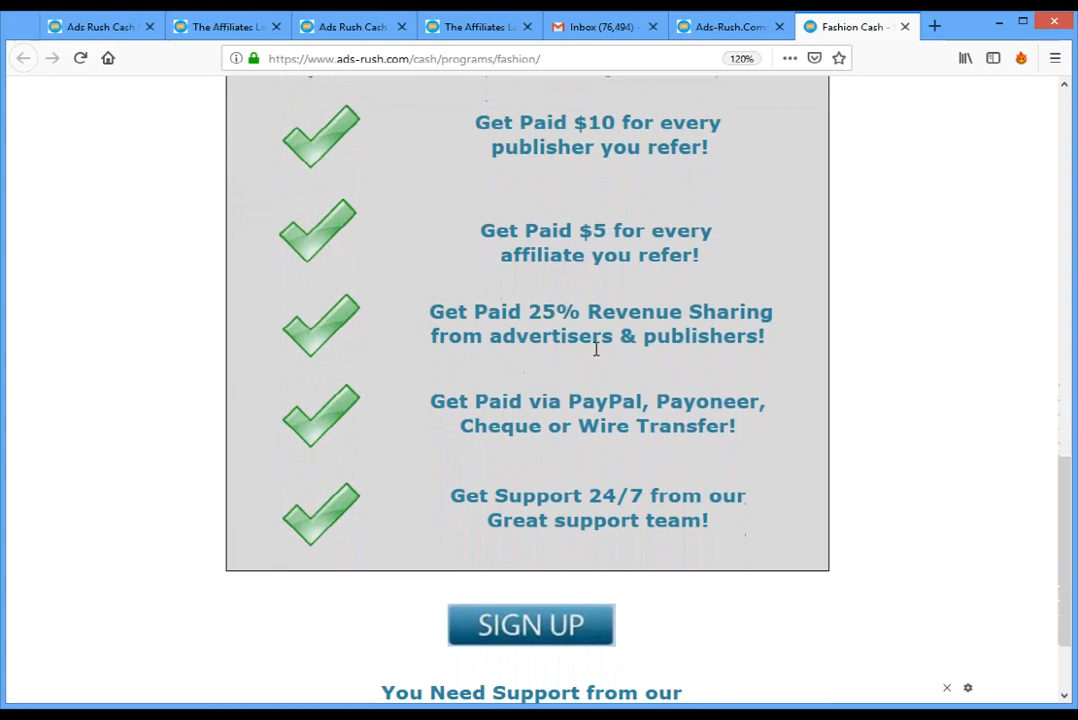 Ads Rush Cash
The Affiliates Lo
Ads Rush Cash
The Affiliates Lo
Inbox (76,494) -
Ads-Rush.Com
Fashion Cash -
https://www.ads-rush.com/cash/programs/fashion/
120%
Get Paid $10 for every
publisher you refer!
Get Paid $5 for every
affiliate you refer!
Get Paid 25% Revenue Sharing
from advertisers & publishers!
Get Paid via PayPal, Payoneer,
Cheque or Wire Transfer!
Get Support 24/7 from our
Great support team!
SIGN UP
You Need Support from our